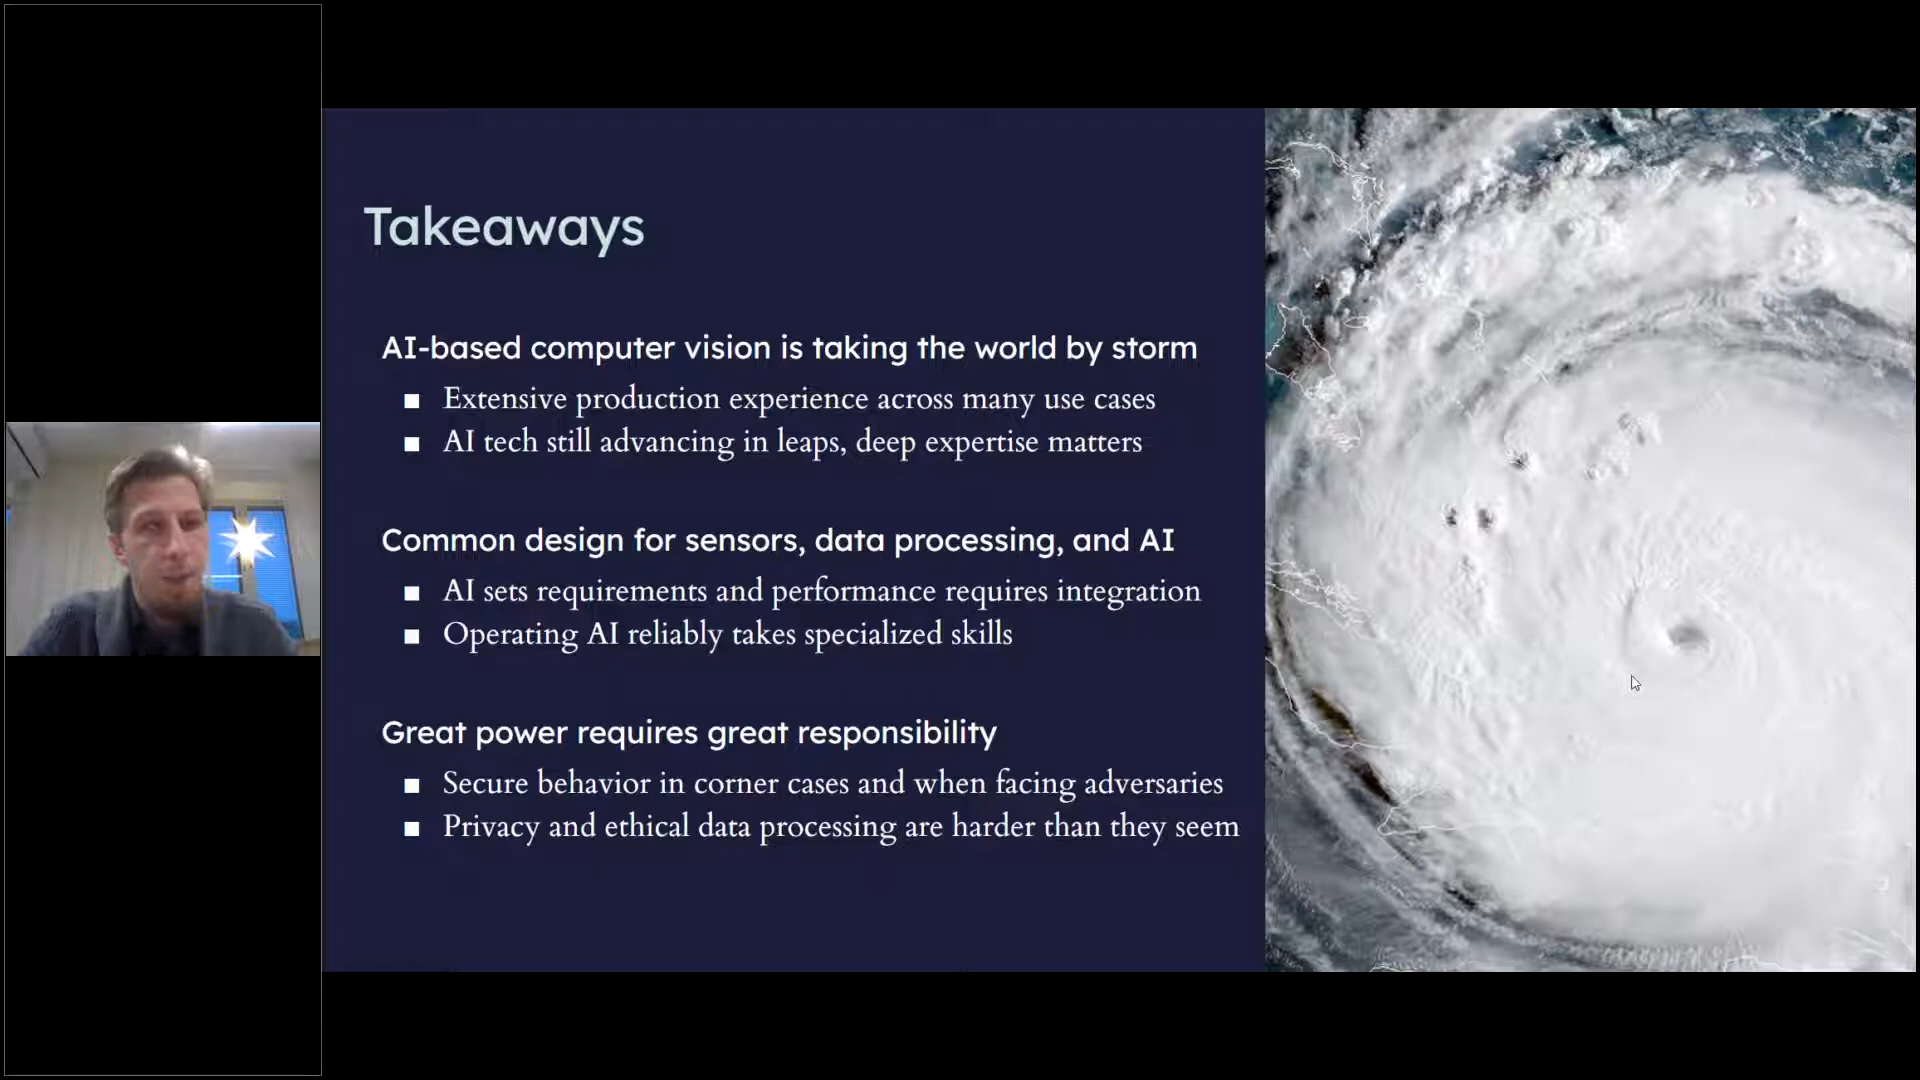 Takeaways
AI-based computer vision is taking the world by storm
■ Extensive production experience across many use cases
■ AI tech still advancing in leaps, deep expertise matters
Common design for sensors, data processing, and AI
■ AI sets requirements and performance requires integration
■ Operating AI reliably takes specialized skills
Great power requires great responsibility
■ Secure behavior in corner cases and when facing adversaries
■ Privacy and ethical data processing are harder than they seem